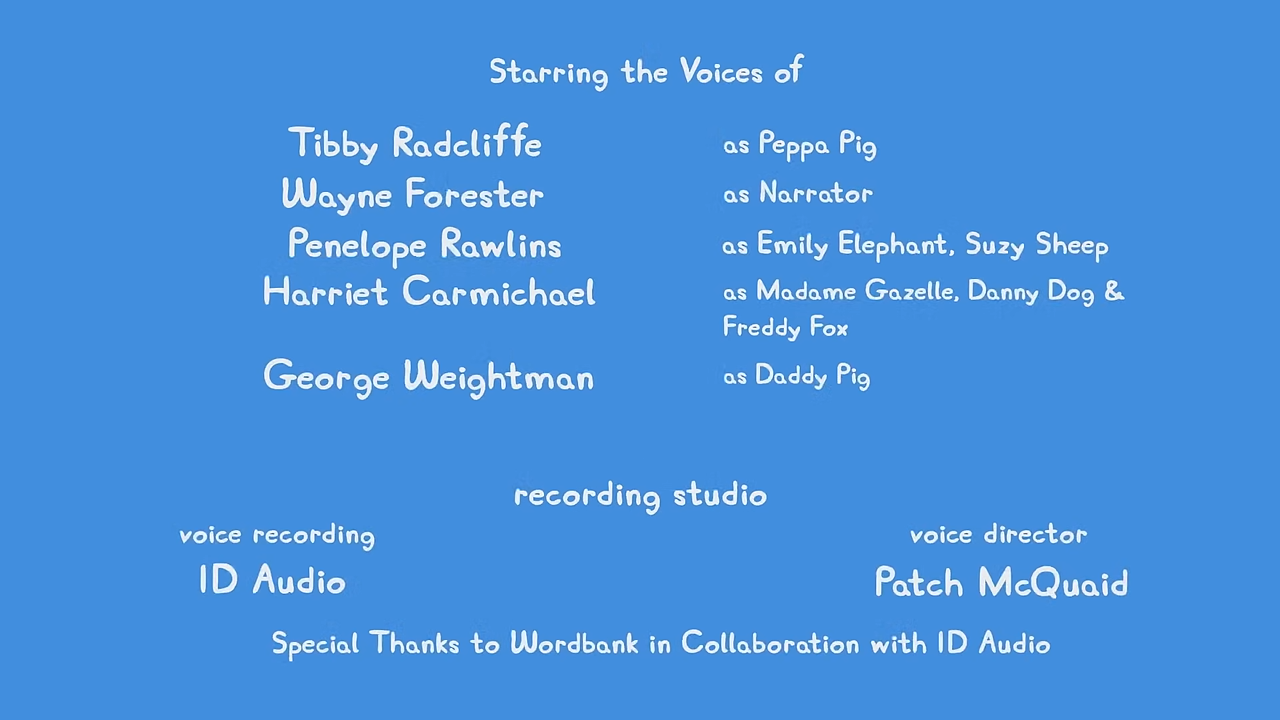 Starring the Voices of
Tibby Radcliffe as Peppa Pig
Wayne Forester as Narrator
Penelope Rawlins as Emily Elephant, Suzy Sheep
Harriet Carmichael as Madame Gazelle, Danny Dog &
Freddy Fox
George Weightman as Daddy Pig
recording studio
voice recording voice director
ID Audio Patch McQuaid
Special Thanks to Wordbank in Collaboration with ID Audio